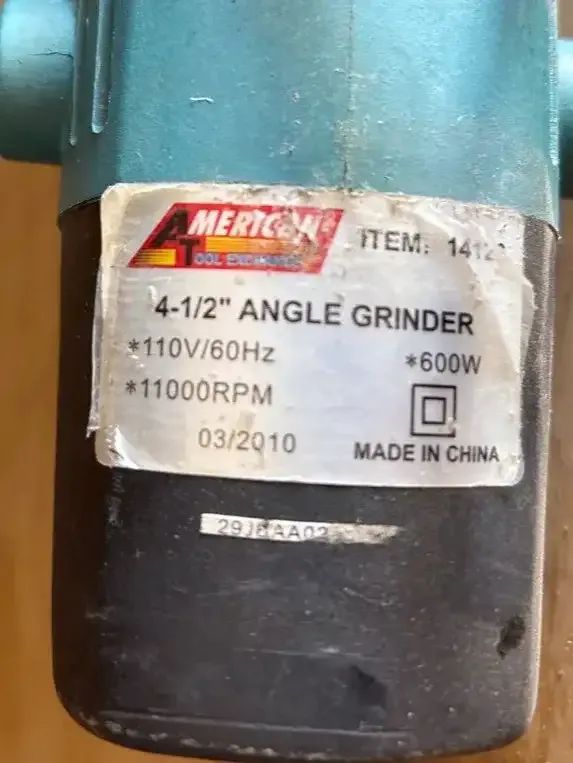 AMERICAN
TOOL EXCHANGE
ITEM: 1412
4-1/2" ANGLE GRINDER
*110V/60Hz *600W
*11000RPM
03/2010 MADE IN CHINA
29J6AA02